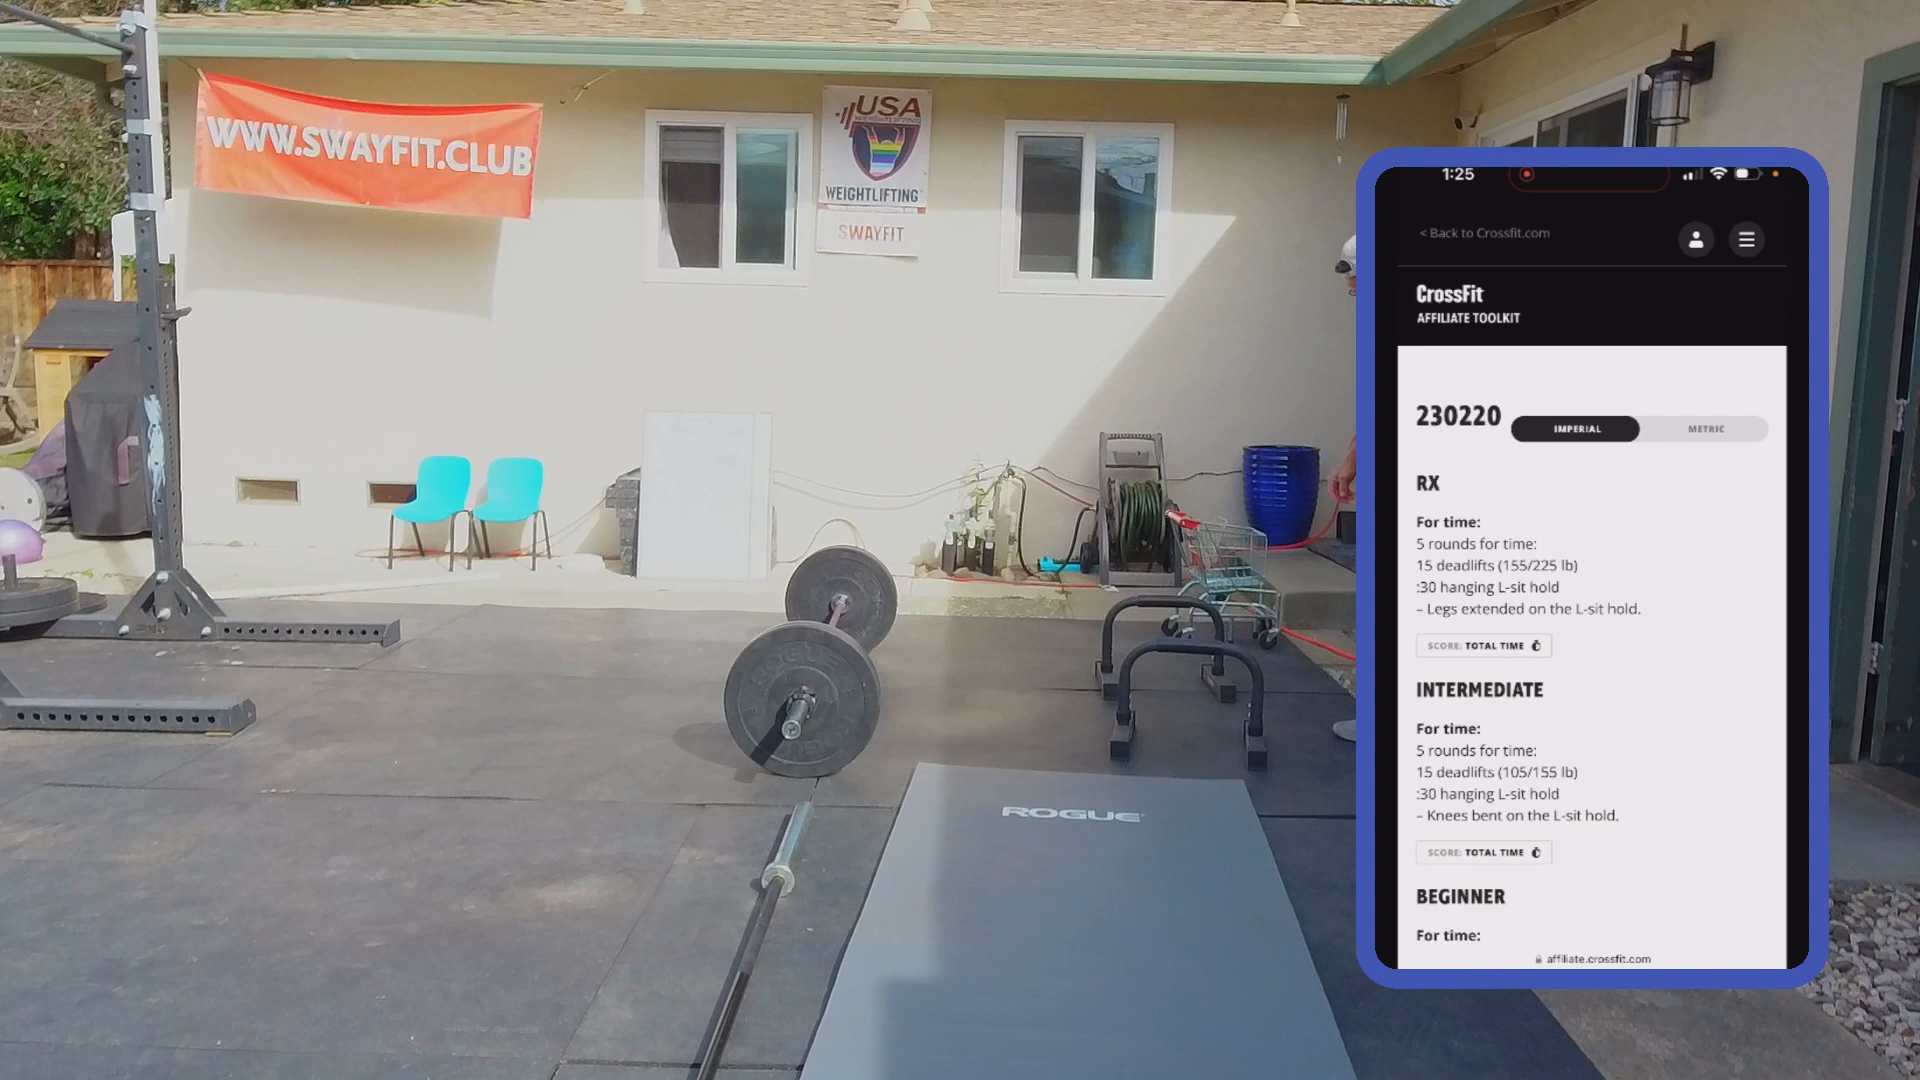 WWW.SWAYFIT.CLUB
USA
WEIGHTLIFTING
WEIGHTLIFTING
SWAYFIT
ROGUE
ROGUE
1:25
< Back to Crossfit.com
CrossFit
AFFILIATE TOOLKIT
230220
IMPERIAL
METRIC
RX
For time:
5 rounds for time:
15 deadlifts (155/225 lb)
:30 hanging L-sit hold
– Legs extended on the L-sit hold.
SCORE: TOTAL TIME
INTERMEDIATE
For time:
5 rounds for time:
15 deadlifts (105/155 lb)
:30 hanging L-sit hold
– Knees bent on the L-sit hold.
SCORE: TOTAL TIME
BEGINNER
For time:
affiliate.crossfit.com